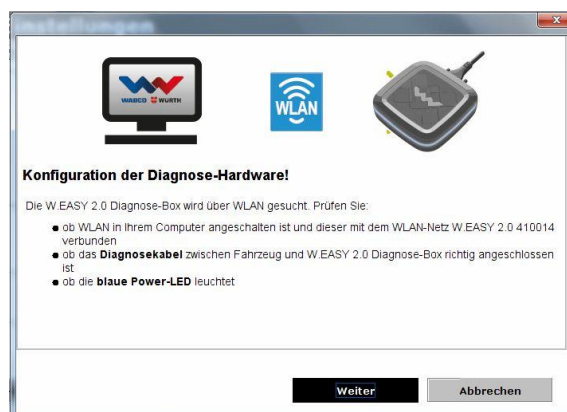 instellungen
WABCO WURTH
WLAN
Konfiguration der Diagnose-Hardware!
Die W.EASY 2.0 Diagnose-Box wird über WLAN gesucht. Prüfen Sie:
ob WLAN in Ihrem Computer angeschalten ist und dieser mit dem WLAN-Netz W.EASY 2.0 410014
verbunden
ob das Diagnosekabel zwischen Fahrzeug und W.EASY 2.0 Diagnose-Box richtig angeschlossen
ist
ob die blaue Power-LED leuchtet
Weiter
Abbrechen